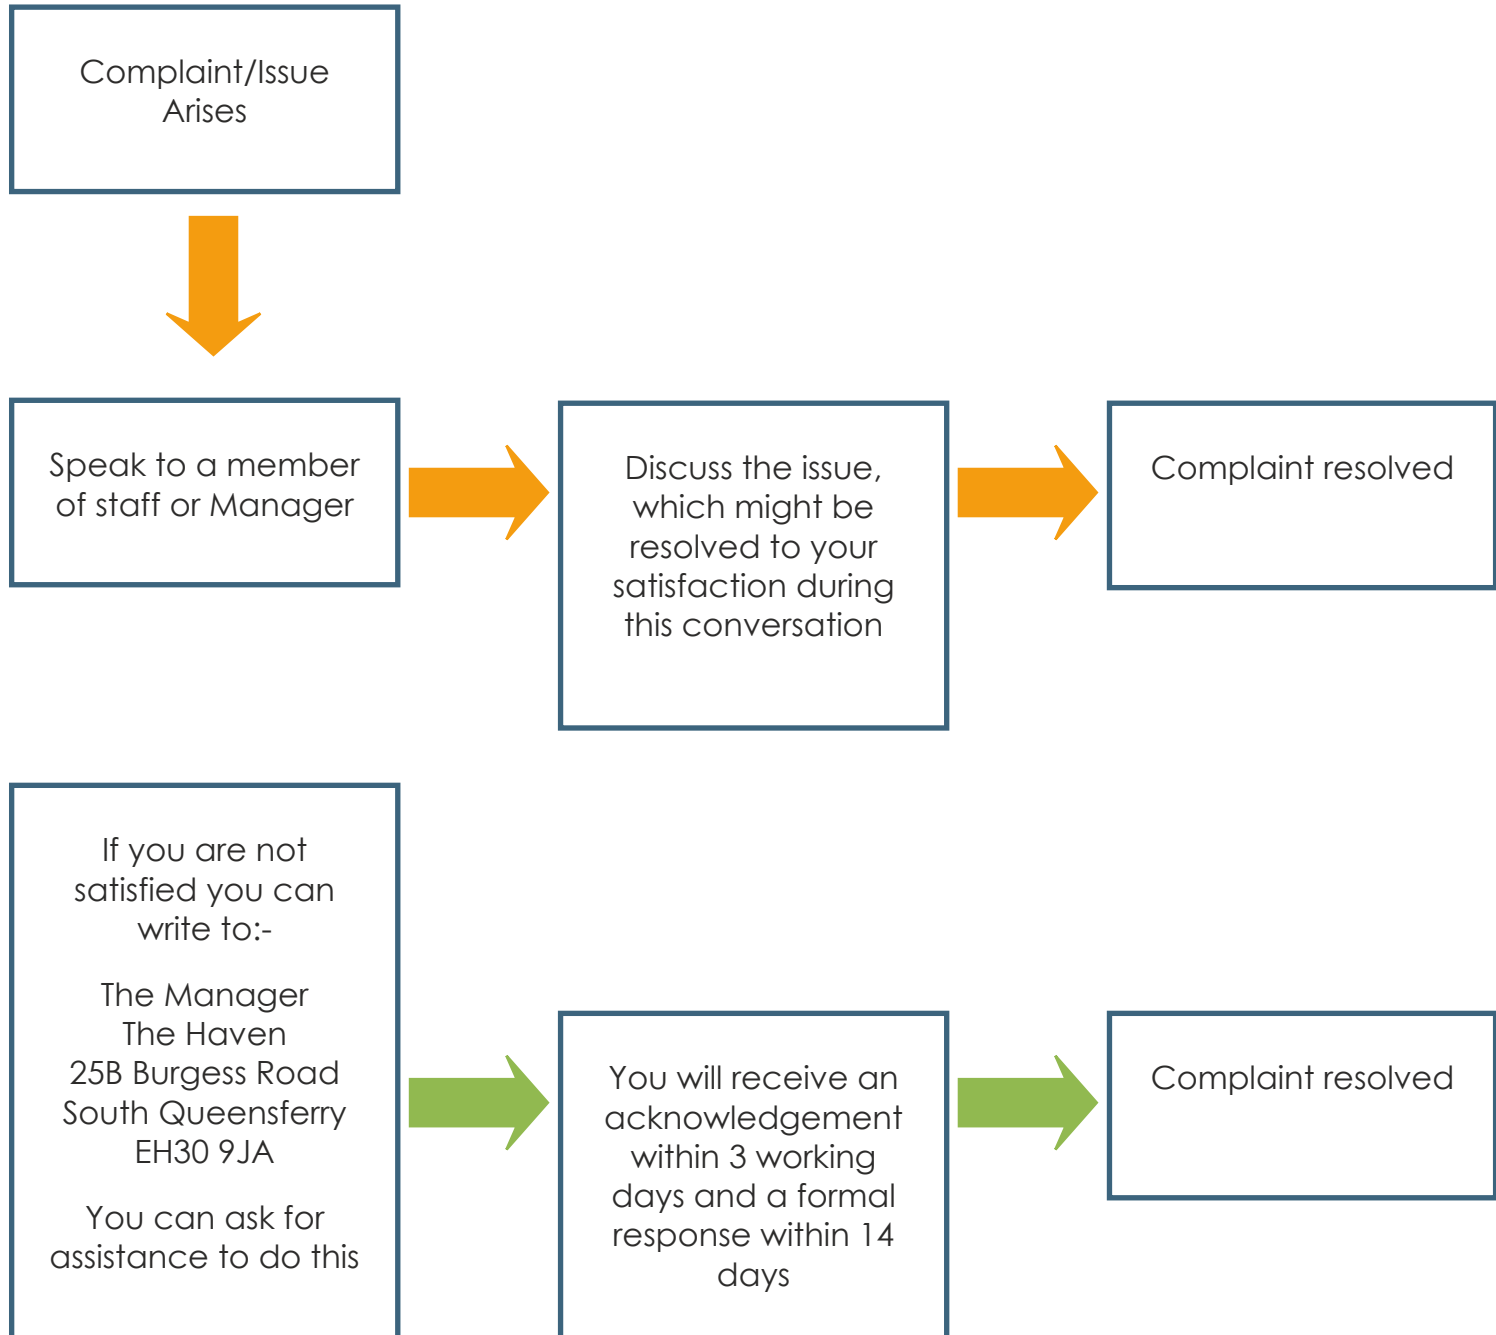 Complaint/Issue
Arises
Speak to a member
of staff or Manager
Discuss the issue,
which might be
resolved to your
satisfaction during
this conversation
Complaint resolved
If you are not
satisfied you can
write to:-
The Manager
The Haven
25B Burgess Road
South Queensferry
EH30 9JA
You can ask for
assistance to do this
You will receive an
acknowledgement
within 3 working
days and a formal
response within 14
days
Complaint resolved